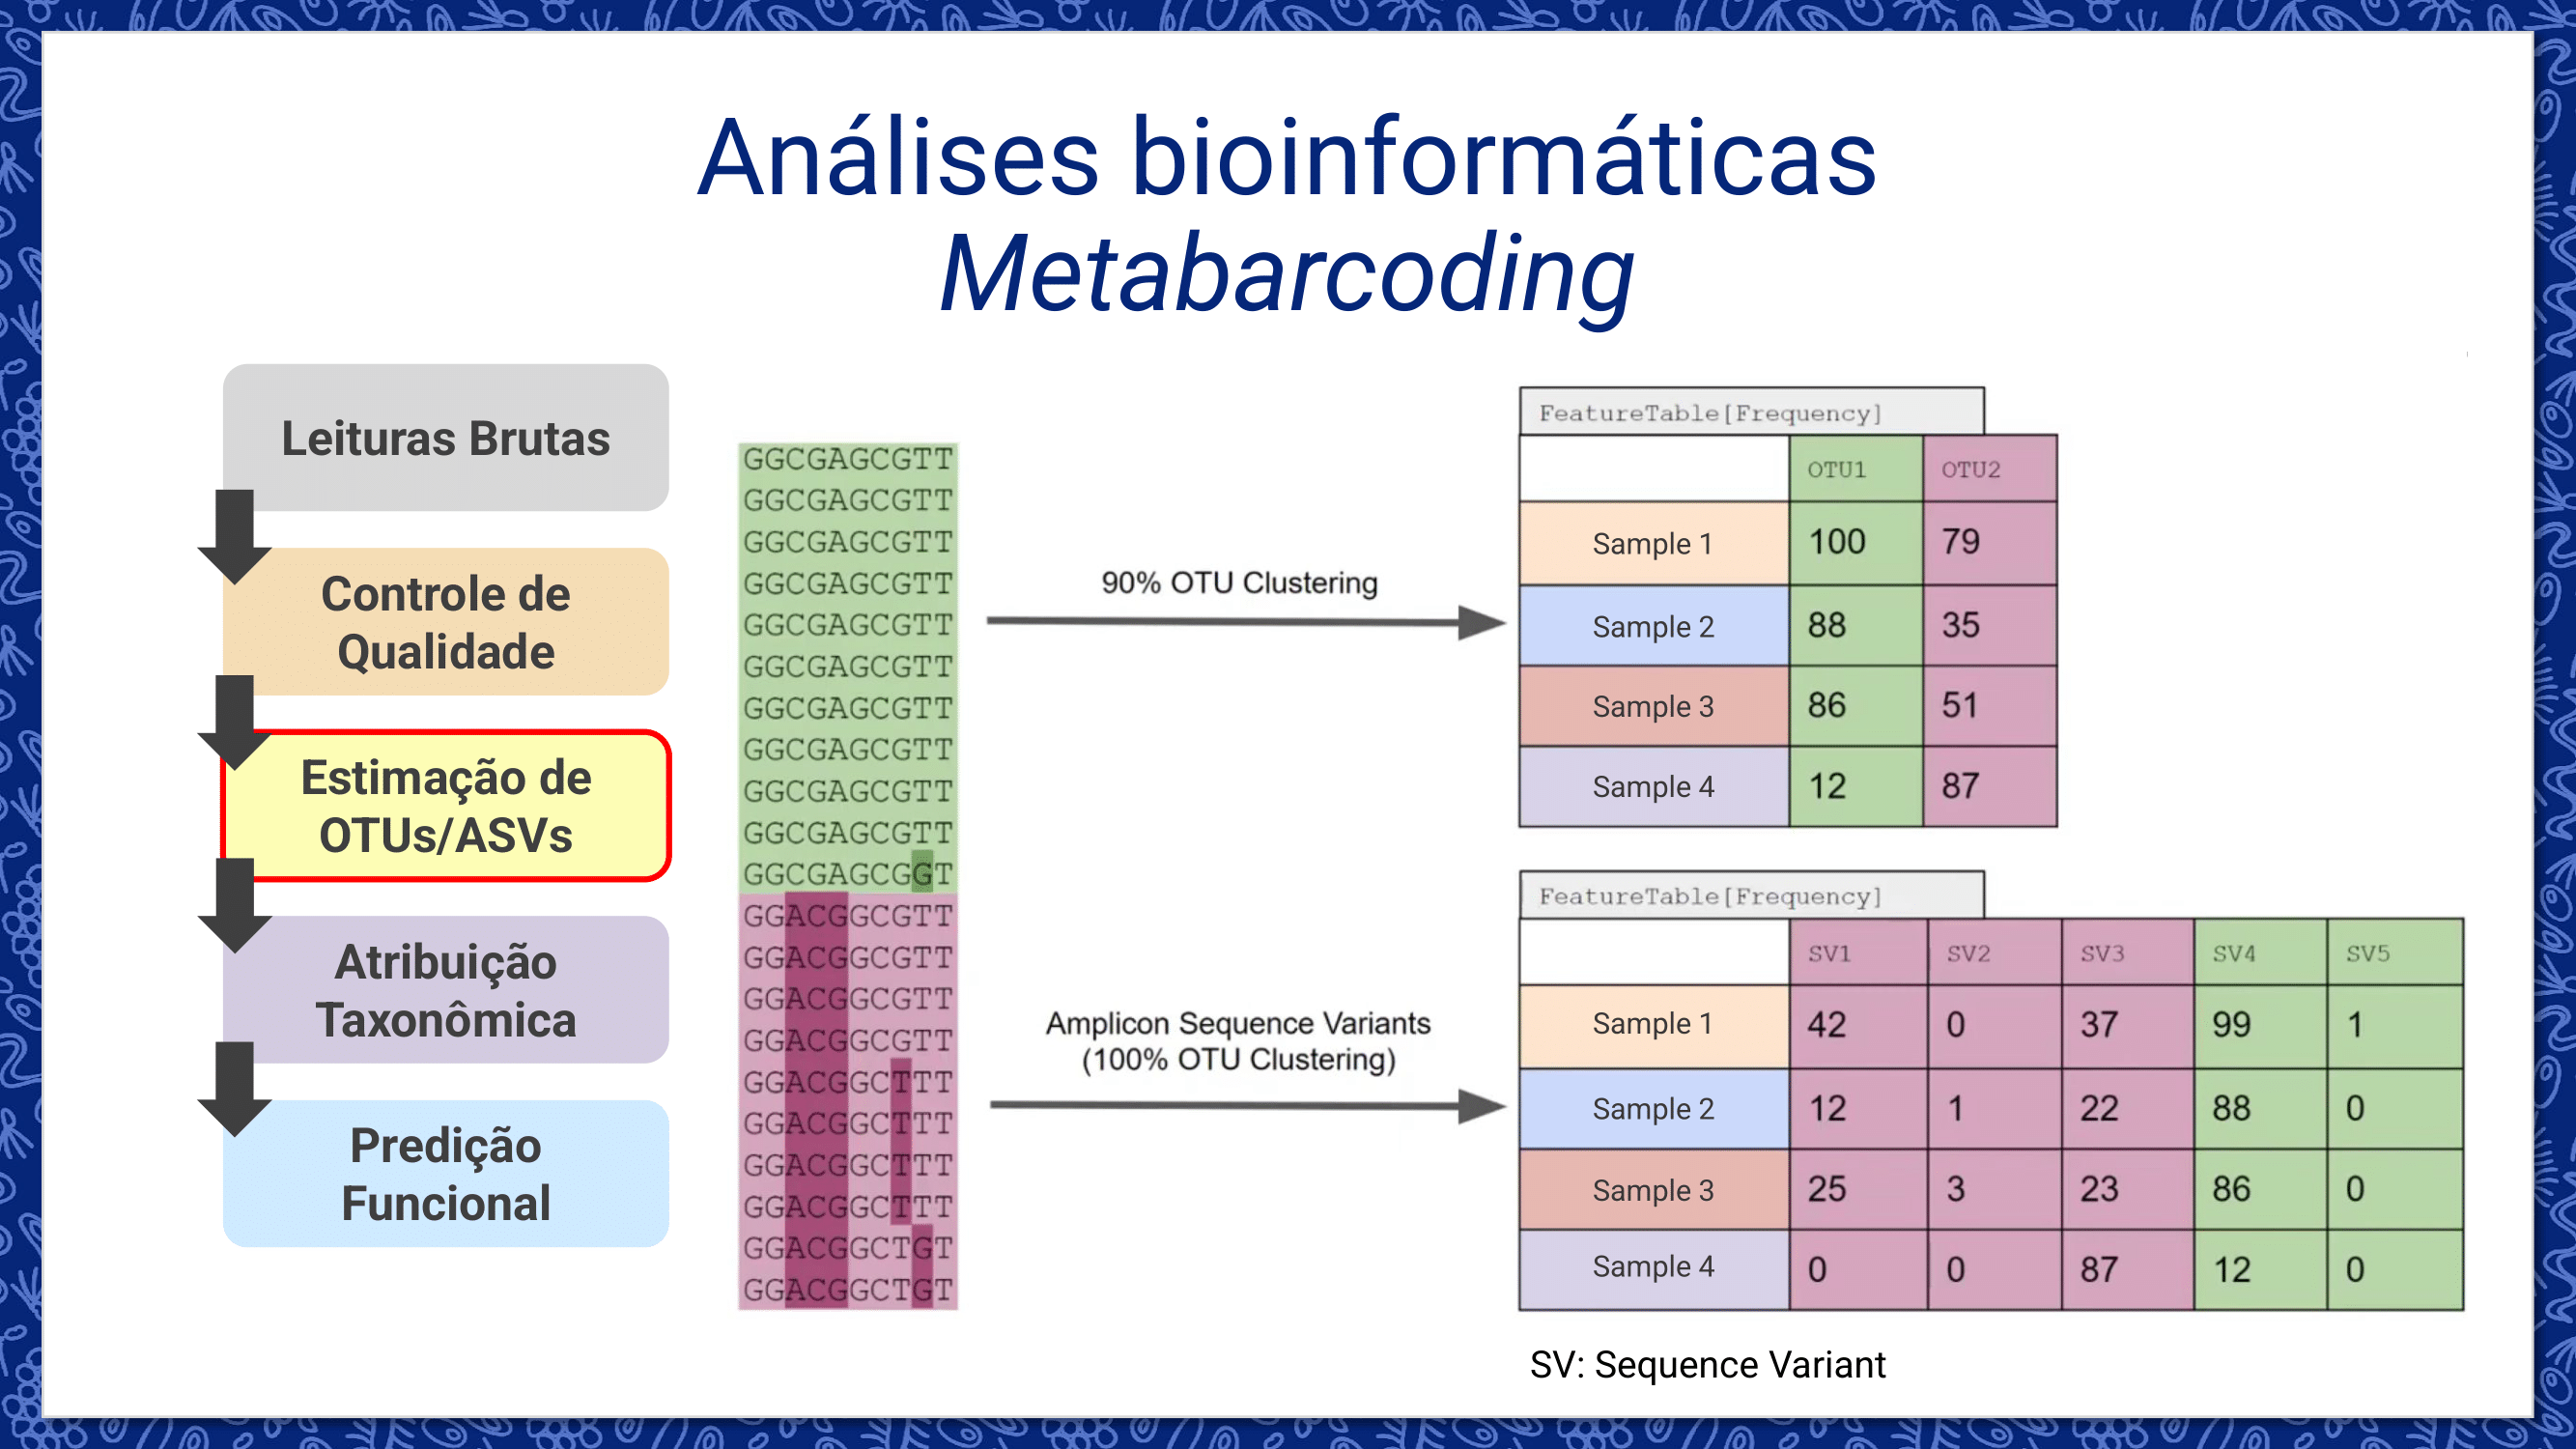 Análises bioinformáticas
Metabarcoding
Leituras Brutas
Controle de
Qualidade
Estimação de
OTUs/ASVs
Atribuição
Taxonômica
Predição
Funcional
GGCGAGCGTT
GGCGAGCGTT
GGCGAGCGTT
GGCGAGCGTT
GGCGAGCGTT
GGCGAGCGTT
GGCGAGCGTT
GGCGAGCGTT
GGCGAGCGTT
GGCGAGCGTT
GGCGAGCGGT
GGACGGCGTT
GGACGGCGTT
GGACGGCGTT
GGACGGCGTT
GGACGGCTTT
GGACGGCTTT
GGACGGCTTT
GGACGGCTTT
GGACGGCTGT
GGACGGCTGT
90% OTU Clustering
FeatureTable[Frequency]
OTU1 OTU2
Sample 1 100 79
Sample 2 88 35
Sample 3 86 51
Sample 4 12 87
Amplicon Sequence Variants
(100% OTU Clustering)
FeatureTable[Frequency]
SV1 SV2 SV3 SV4 SV5
Sample 1 42 0 37 99 1
Sample 2 12 1 22 88 0
Sample 3 25 3 23 86 0
Sample 4 0 0 87 12 0
SV: Sequence Variant